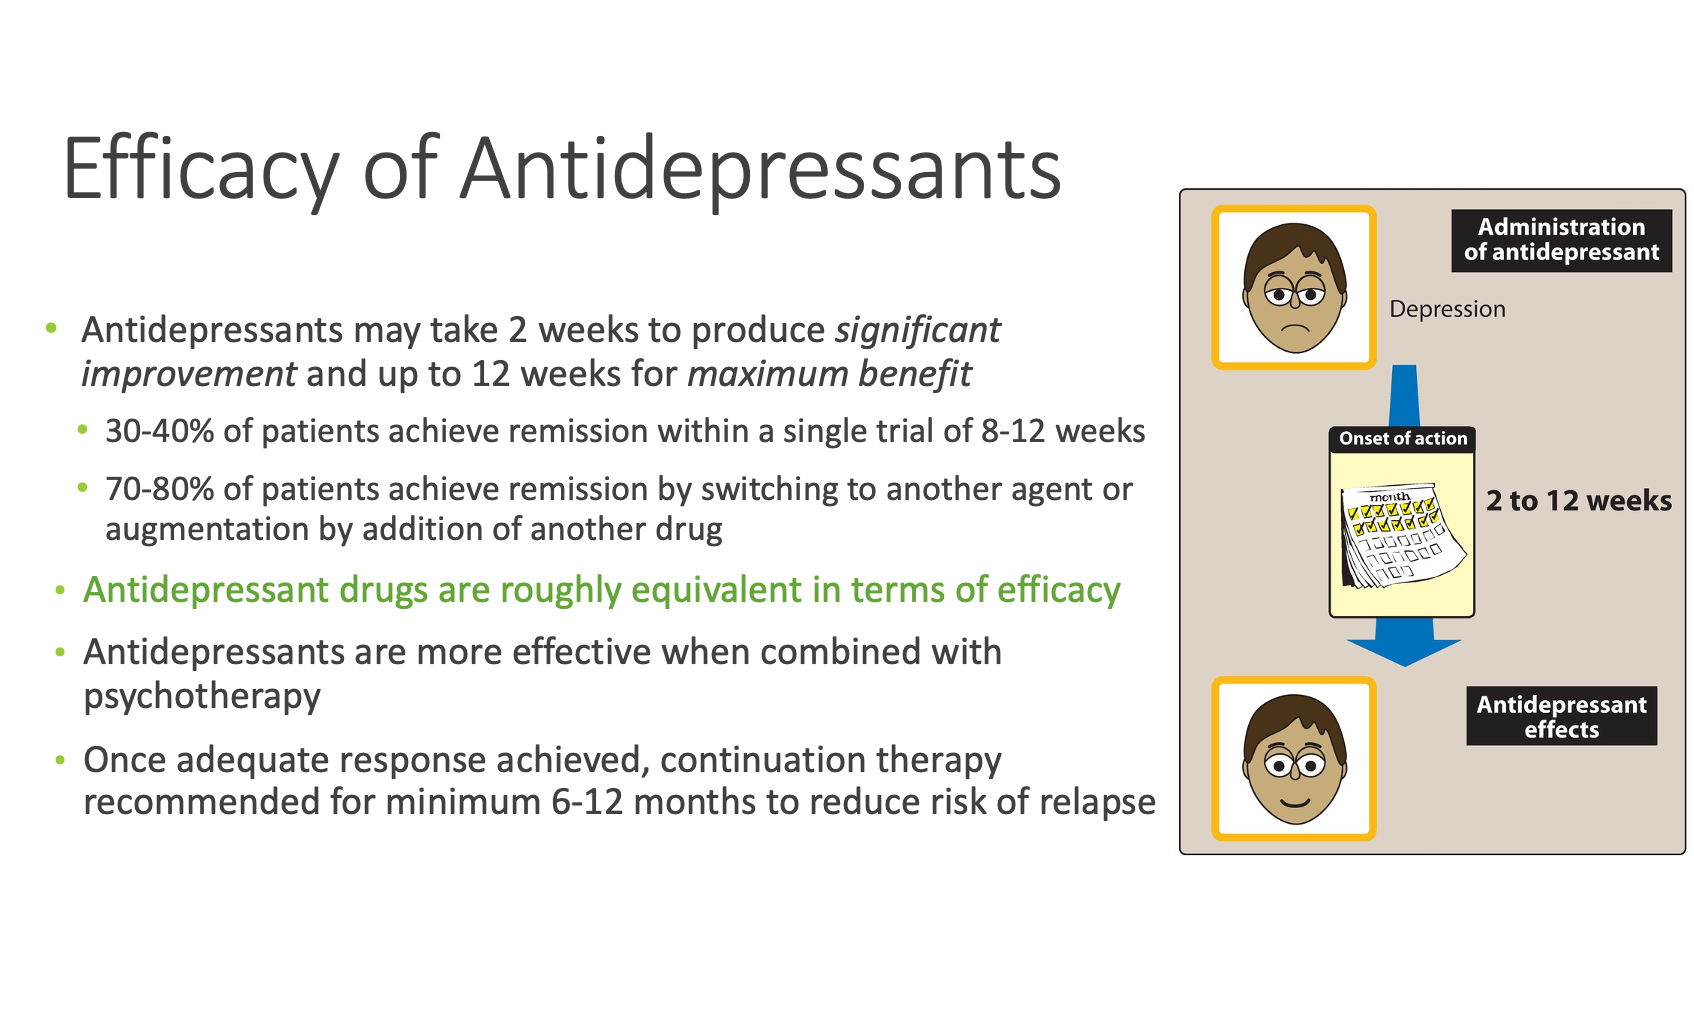 Efficacy of Antidepressants
• Antidepressants may take 2 weeks to produce significant
improvement and up to 12 weeks for maximum benefit
• 30-40% of patients achieve remission within a single trial of 8-12 weeks
• 70-80% of patients achieve remission by switching to another agent or
augmentation by addition of another drug
• Antidepressant drugs are roughly equivalent in terms of efficacy
• Antidepressants are more effective when combined with
psychotherapy
• Once adequate response achieved, continuation therapy
recommended for minimum 6-12 months to reduce risk of relapse
Administration
of antidepressant
Depression
Onset of action
month
2 to 12 weeks
Antidepressant
effects